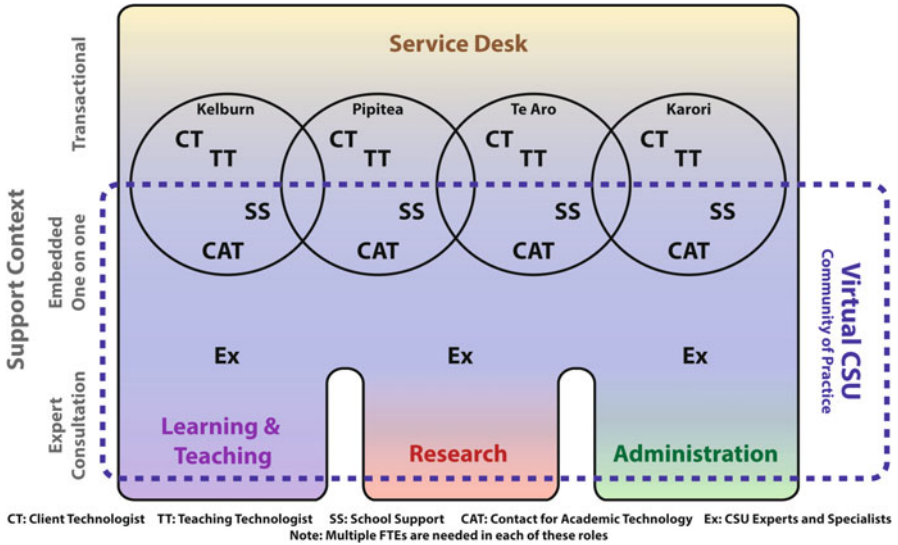 Service Desk
Transactional
Kelburn
Pipitea
Te Aro
Karori
CT
TT
CT
TT
CT
TT
CT
TT
Support Context
Embedded
One on one
SS
SS
SS
SS
CAT
CAT
CAT
CAT
Virtual CSU
Community of Practice
Ex
Ex
Ex
Expert
Consultation
Learning &
Teaching
Research
Administration
CT: Client Technologist TT: Teaching Technologist SS: School Support CAT: Contact for Academic Technology Ex: CSU Experts and Specialists
Note: Multiple FTEs are needed in each of these roles